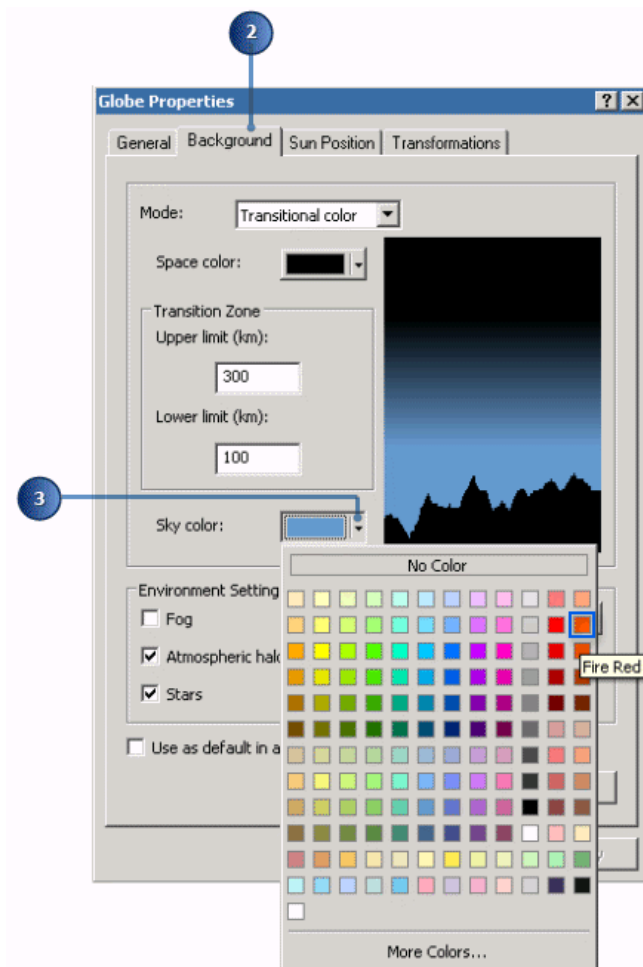 2
Globe Properties
General Background Sun Position Transformations
Mode: Transitional color
Space color:
Transition Zone
Upper limit (km):
300
Lower limit (km):
100
3
Sky color:
No Color
Environment Setting
Fog
Atmospheric halo
Fire Red
Stars
Use as default in a
More Colors...